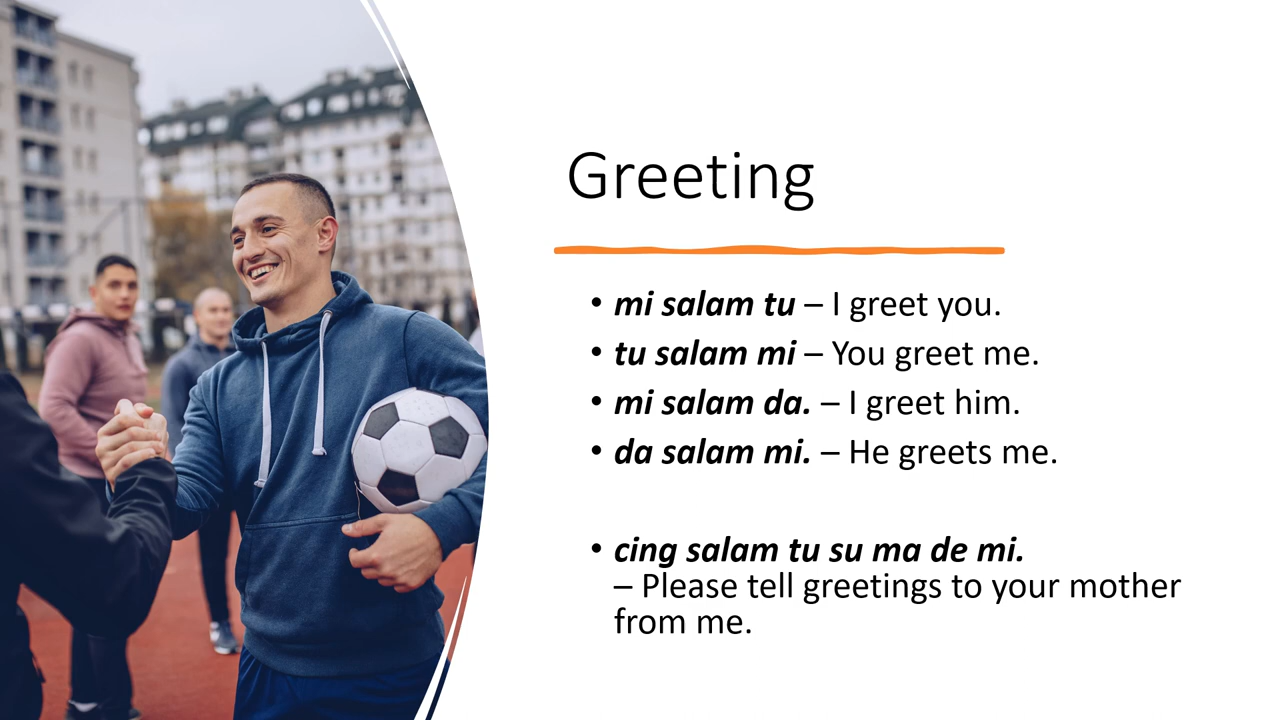 Greeting
• mi salam tu – I greet you.
• tu salam mi – You greet me.
• mi salam da. – I greet him.
• da salam mi. – He greets me.
• cing salam tu su ma de mi.
– Please tell greetings to your mother
from me.